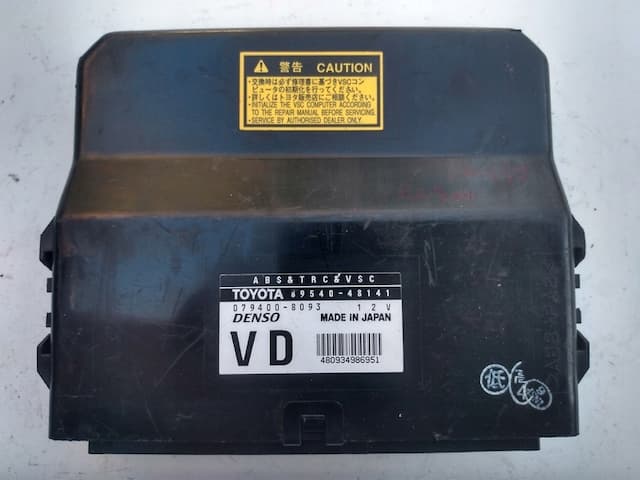 警告 CAUTION
・交換時は必ず修理書に基づきVSCコン
ピュータの初期化を行ってください。
・詳しくはトヨタ販売店にご相談ください。
・INITIALIZE THE VSC COMPUTER ACCORDING
TO THE REPAIR MANUAL BEFORE SERVICING.
・SERVICE BY AUTHORISED DEALER ONLY.
ABS&TRC&VSC
TOYOTA 89540-48141
079400-8093 12V
DENSO MADE IN JAPAN
VD
480934986951
低
4